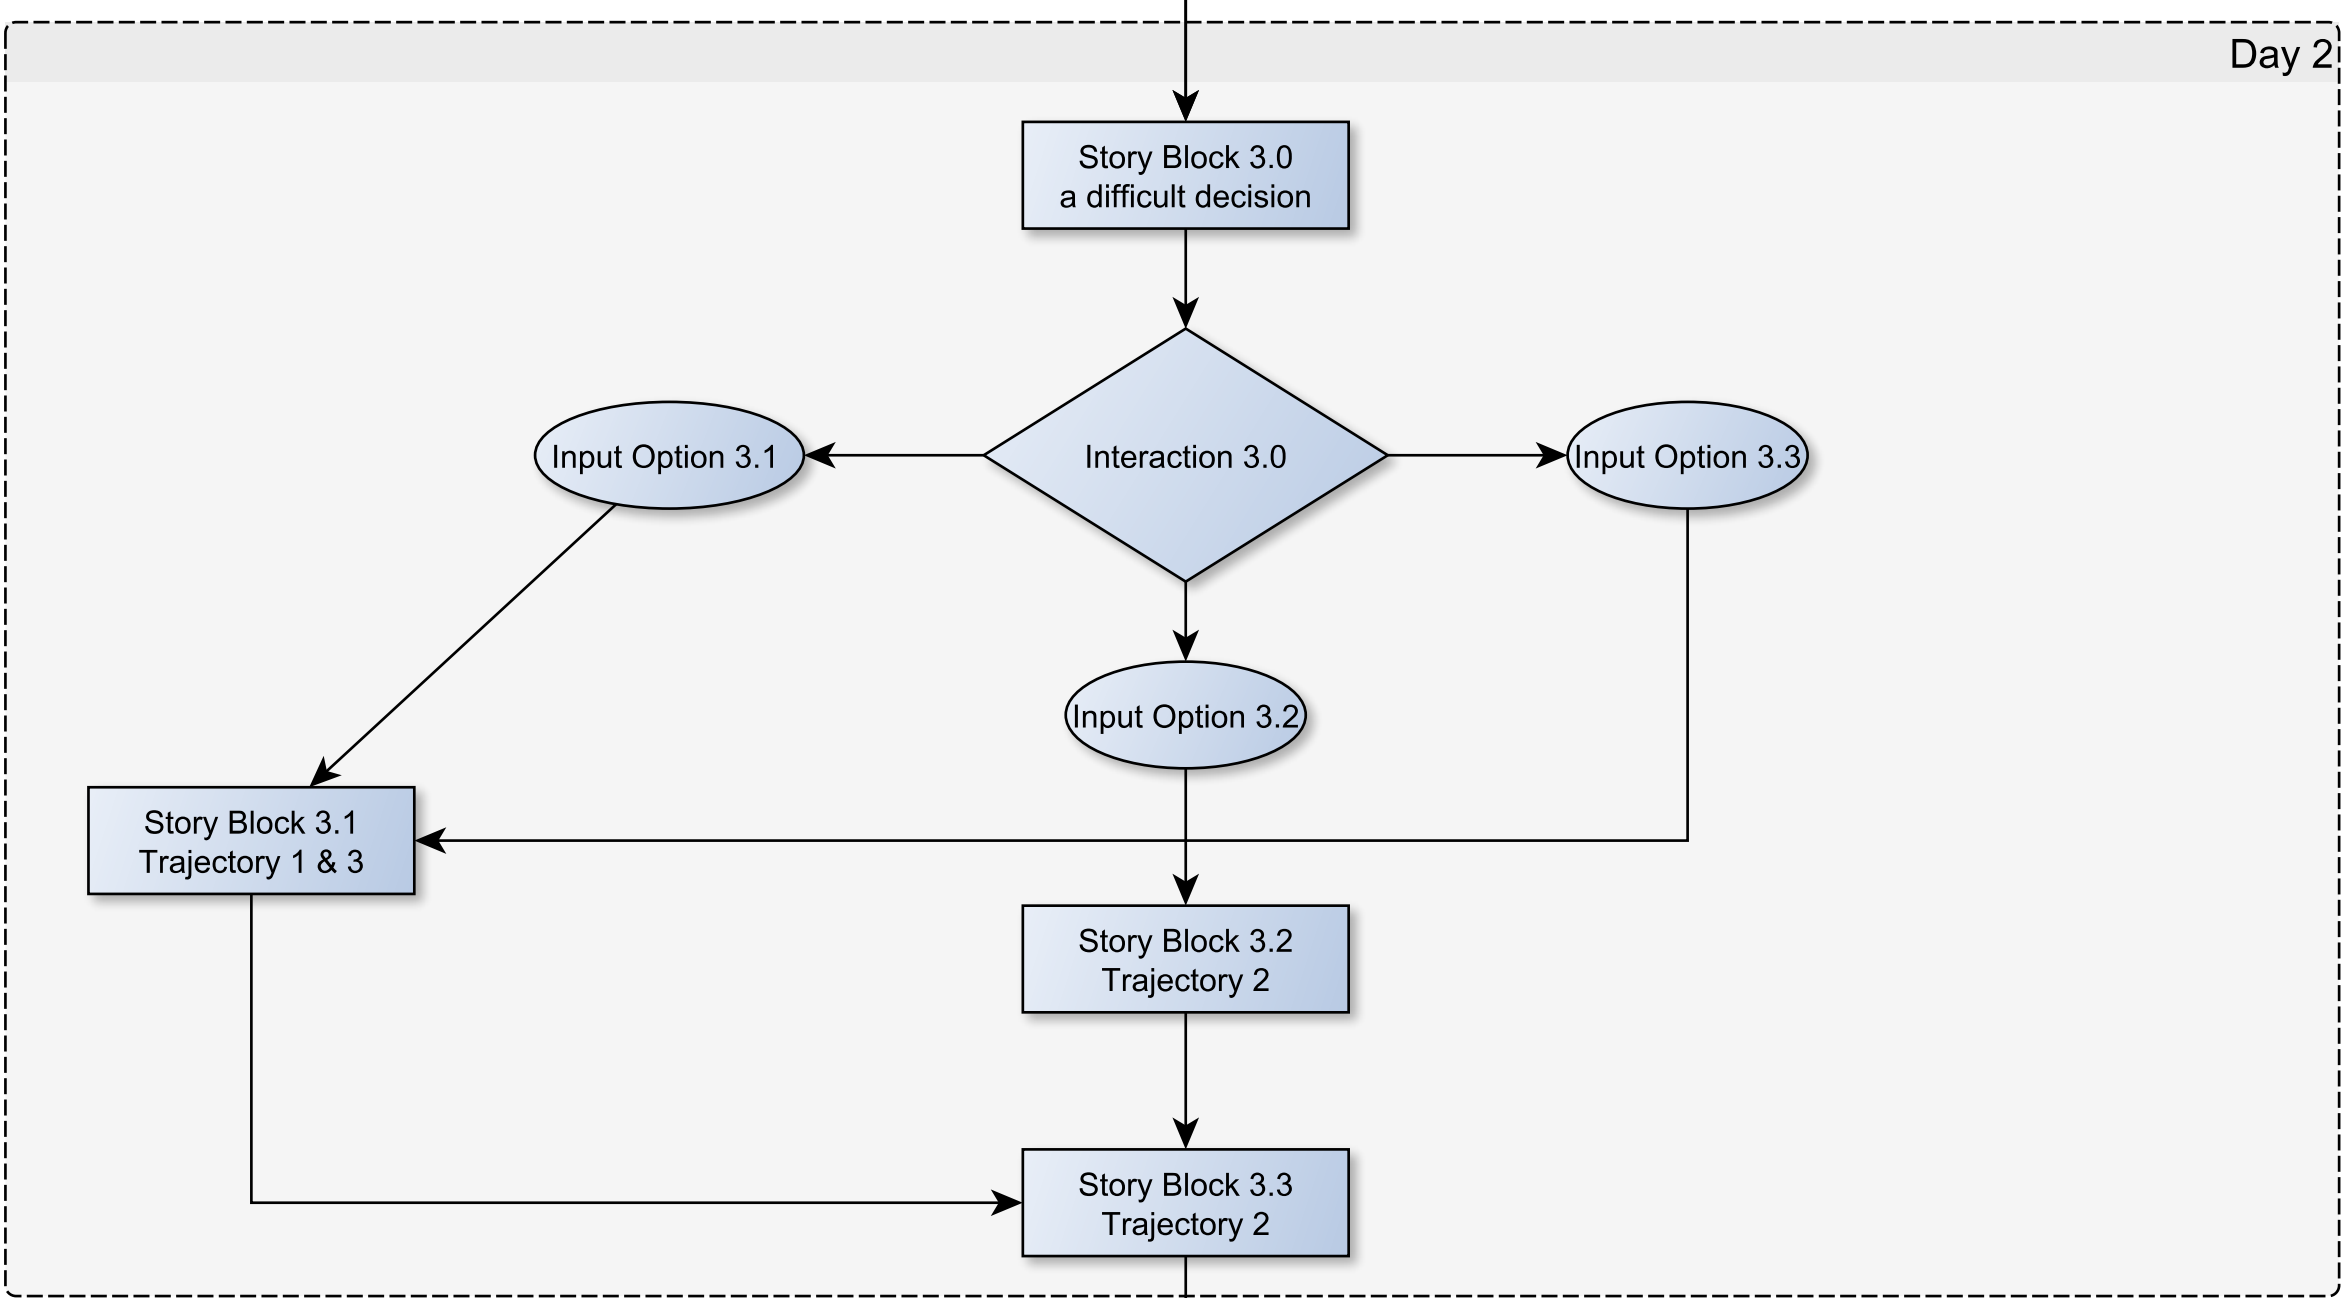 Day 2
Story Block 3.0
a difficult decision
Input Option 3.1
Interaction 3.0
Input Option 3.3
Input Option 3.2
Story Block 3.1
Trajectory 1 & 3
Story Block 3.2
Trajectory 2
Story Block 3.3
Trajectory 2